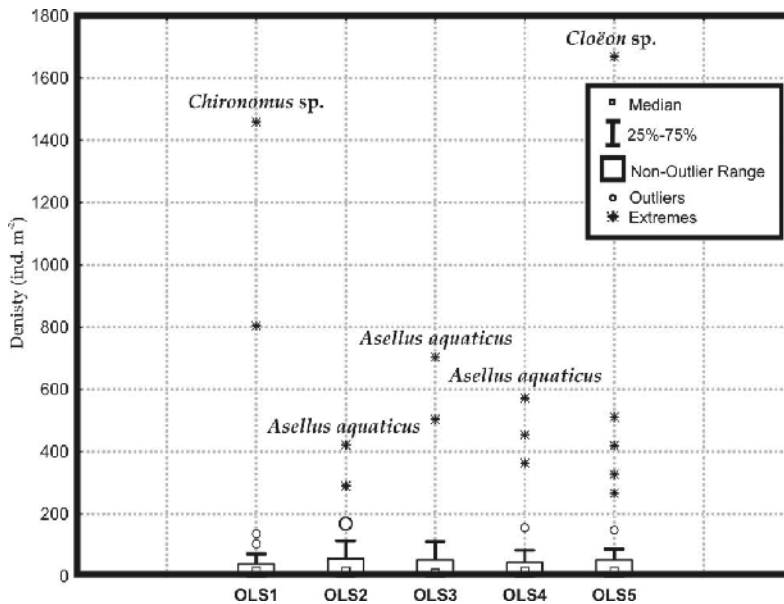 1800
1600
1400
1200
1000
800
600
400
200
0
Denisty (ind. m⁻²)
Chironomus sp.
Cloëon sp.
Median
25%-75%
Non-Outlier Range
Outliers
Extremes
Asellus aquaticus
Asellus aquaticus
Asellus aquaticus
OLS1 OLS2 OLS3 OLS4 OLS5